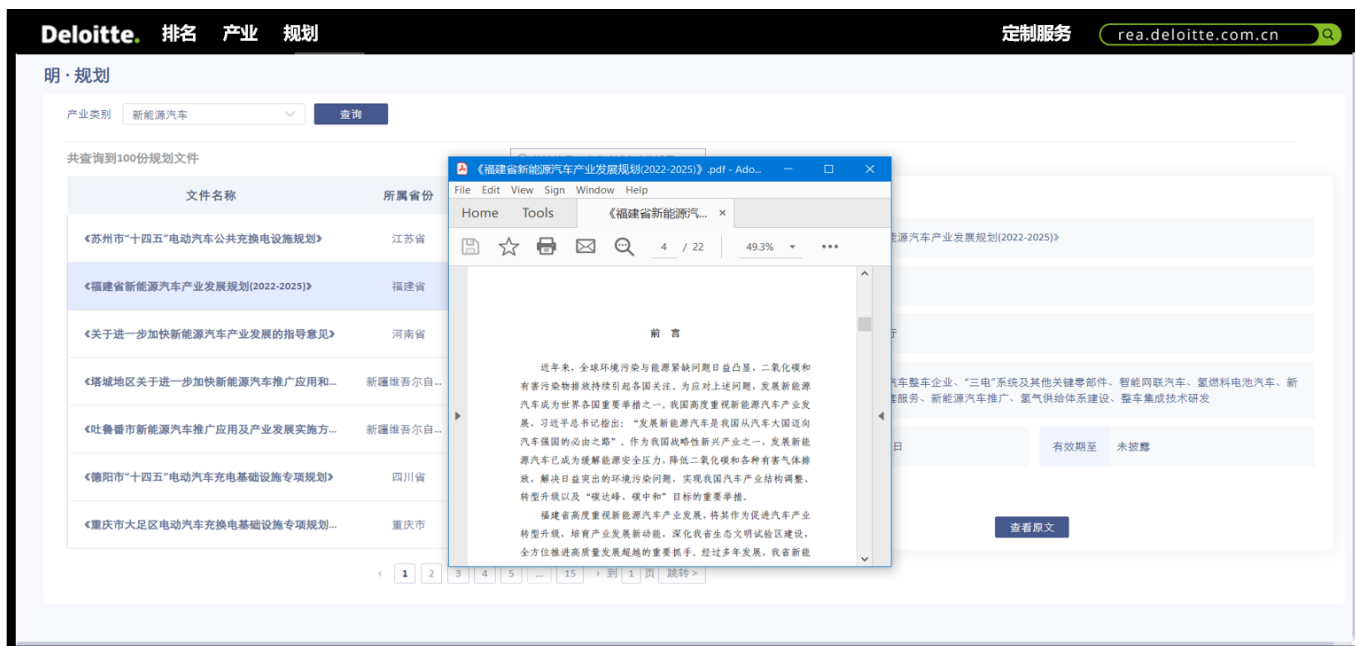 Deloitte. 排名 产业 规划 定制服务 rea.deloitte.com.cn
明·规划
产业类别 新能源汽车 查询
共查询到100份规划文件
文件名称 所属省份
《苏州市“十四五”电动汽车公共充换电设施规划》 江苏省
《福建省新能源汽车产业发展规划(2022-2025)》 福建省
《关于进一步加快新能源汽车产业发展的指导意见》 河南省
《塔城地区关于进一步加快新能源汽车推广应用和... 新疆维吾尔自...
《吐鲁番市新能源汽车推广应用及产业发展实施方... 新疆维吾尔自...
《德阳市“十四五”电动汽车充电基础设施专项规划》 四川省
《重庆市大足区电动汽车充换电基础设施专项规划... 重庆市
‹ 1 2 3 4 5 ... 15 › 到 1 页 跳转>
《福建省新能源汽车产业发展规划(2022-2025)》.pdf - Ado...
File Edit View Sign Window Help
Home Tools 《福建省新能源汽... ×
4 / 22 49.3%
前 言
近年来，全球环境污染与能源紧缺问题日益凸显，二氧化碳和
有害污染物排放持续引起各国关注。为应对上述问题，发展新能源
汽车成为世界各国重要举措之一。我国高度重视新能源汽车产业发
展，习近平总书记指出：“发展新能源汽车是我国从汽车大国迈向
汽车强国的必由之路”。作为我国战略性新兴产业之一，发展新能
源汽车已成为缓解能源安全压力，降低二氧化碳和各种有害气体排
放，解决日益突出的环境污染问题，实现我国汽车产业结构调整、
转型升级以及“碳达峰、碳中和”目标的重要举措。
福建省高度重视新能源汽车产业发展，将其作为促进汽车产业
转型升级，培育产业发展新动能，深化我省生态文明试验区建设，
全方位推进高质量发展超越的重要抓手。经过多年发展，我省新能
能源汽车产业发展规划(2022-2025)》
汽车整车企业、“三电”系统及其他关键零部件、智能网联汽车、氢燃料电池汽车、新
服务、新能源汽车推广、氢气供给体系建设、整车集成技术研发
日 有效期至 未披露
查看原文